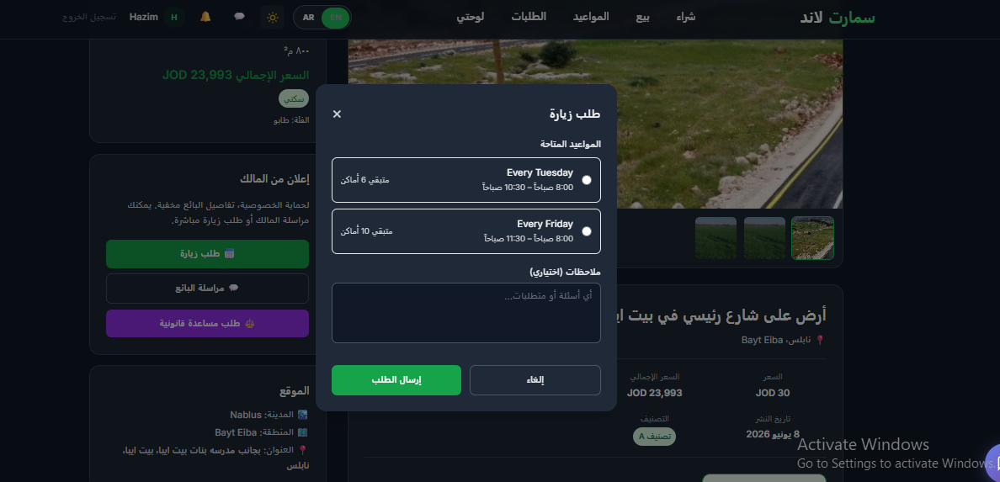 سمارت لاند
شراء
بيع
المواعيد
الطلبات
لوحتي
AR
EN
H
Hazim
تسجيل الخروج
٨٠٠ م²
السعر الإجمالي JOD 23,993
سكني
الفئة: طابو
إعلان من المالك
لحماية الخصوصية، تفاصيل البائع مخفية. يمكنك
مراسلة المالك أو طلب زيارة مباشرة.
طلب زيارة
مراسلة البائع
طلب مساعدة قانونية
الموقع
المدينة: Nablus
المنطقة: Bayt Eiba
العنوان: بجانب مدرسه بنات بيت ايبا، بيت ايبا،
نابلس
طلب زيارة
×
المواعيد المتاحة
Every Tuesday
8:00 صباحاً – 10:30 صباحاً
متبقي 6 أماكن
Every Friday
8:00 صباحاً – 11:30 صباحاً
متبقي 10 أماكن
ملاحظات (اختياري)
أي أسئلة أو متطلبات...
إلغاء
إرسال الطلب
أرض على شارع رئيسي في بيت
نابلس، Bayt Eiba
السعر
JOD 30
السعر الإجمالي
JOD 23,993
تاريخ النشر
8 يونيو 2026
التصنيف
تصنيف A
Activate Windows
Go to Settings to activate Windows.